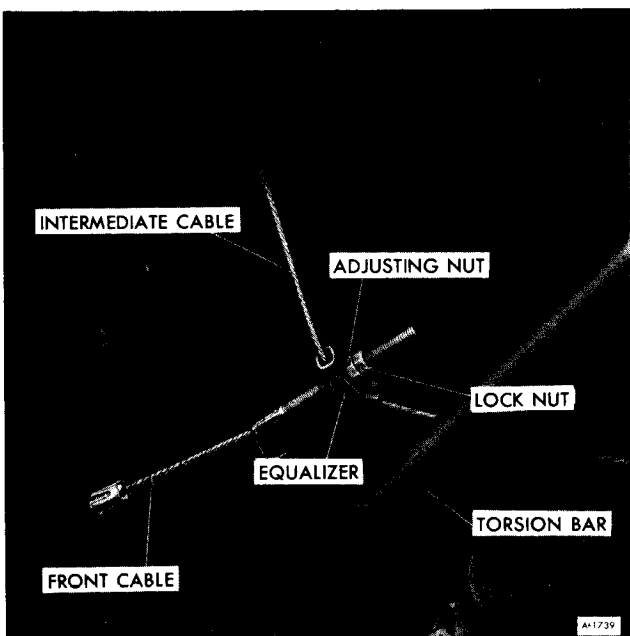 INTERMEDIATE CABLE
ADJUSTING NUT
LOCK NUT
EQUALIZER
TORSION BAR
FRONT CABLE
A-1739